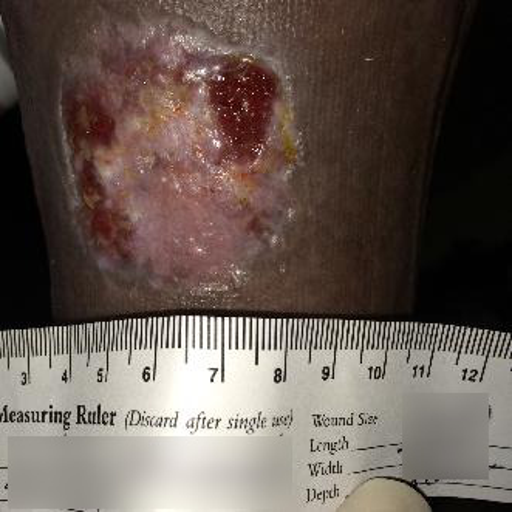 3 4 5 6 7 8 9 10 11 12
Measuring Ruler (Discard after single use) Wound Size
Length
Width
Depth